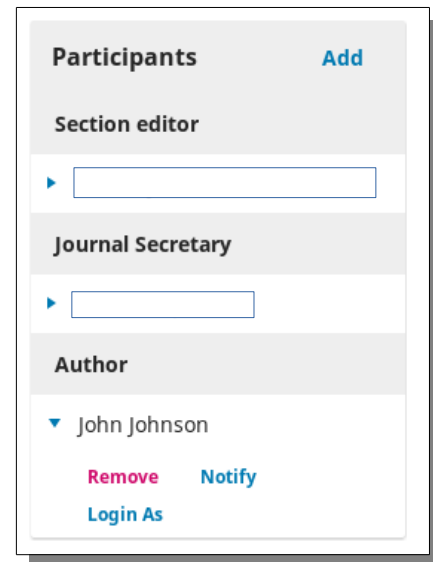 Participants Add
Section editor
Journal Secretary
Author
John Johnson
Remove Notify
Login As